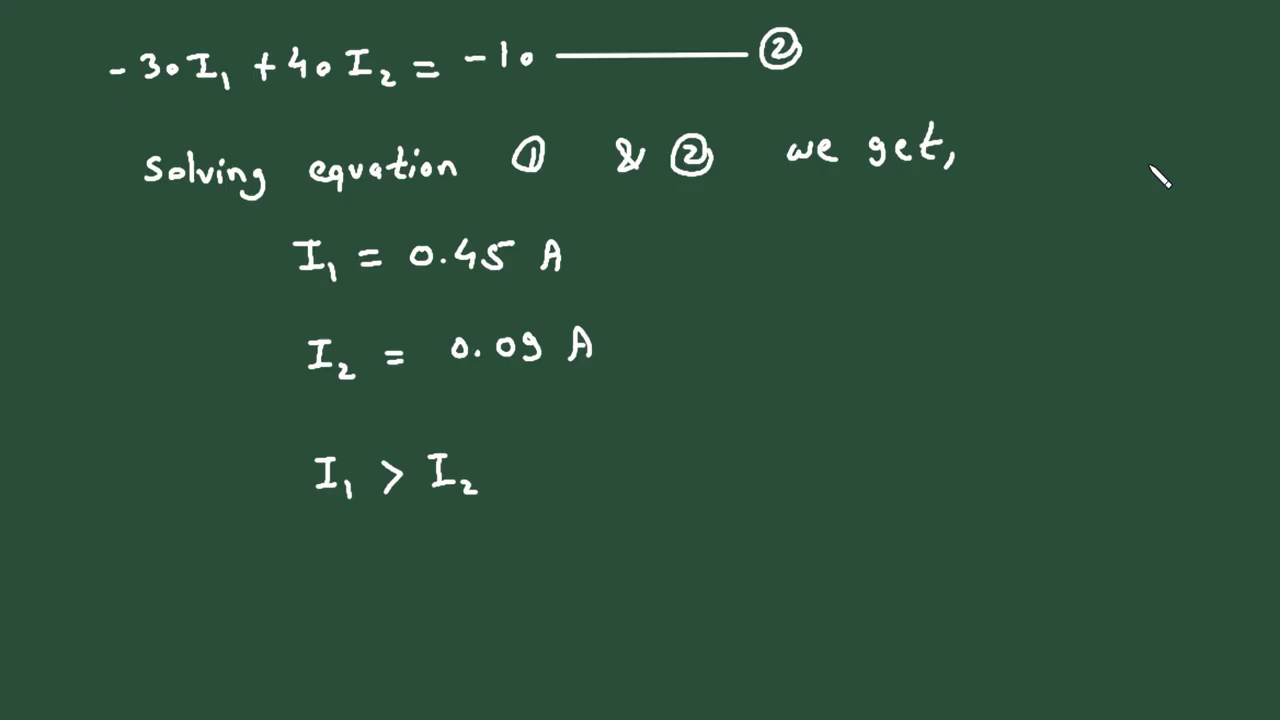 -30I₁ + 40I₂ = -10 ——— ②
Solving equation ① & ② we get,
I₁ = 0.45 A
I₂ = 0.09 A
I₁ > I₂